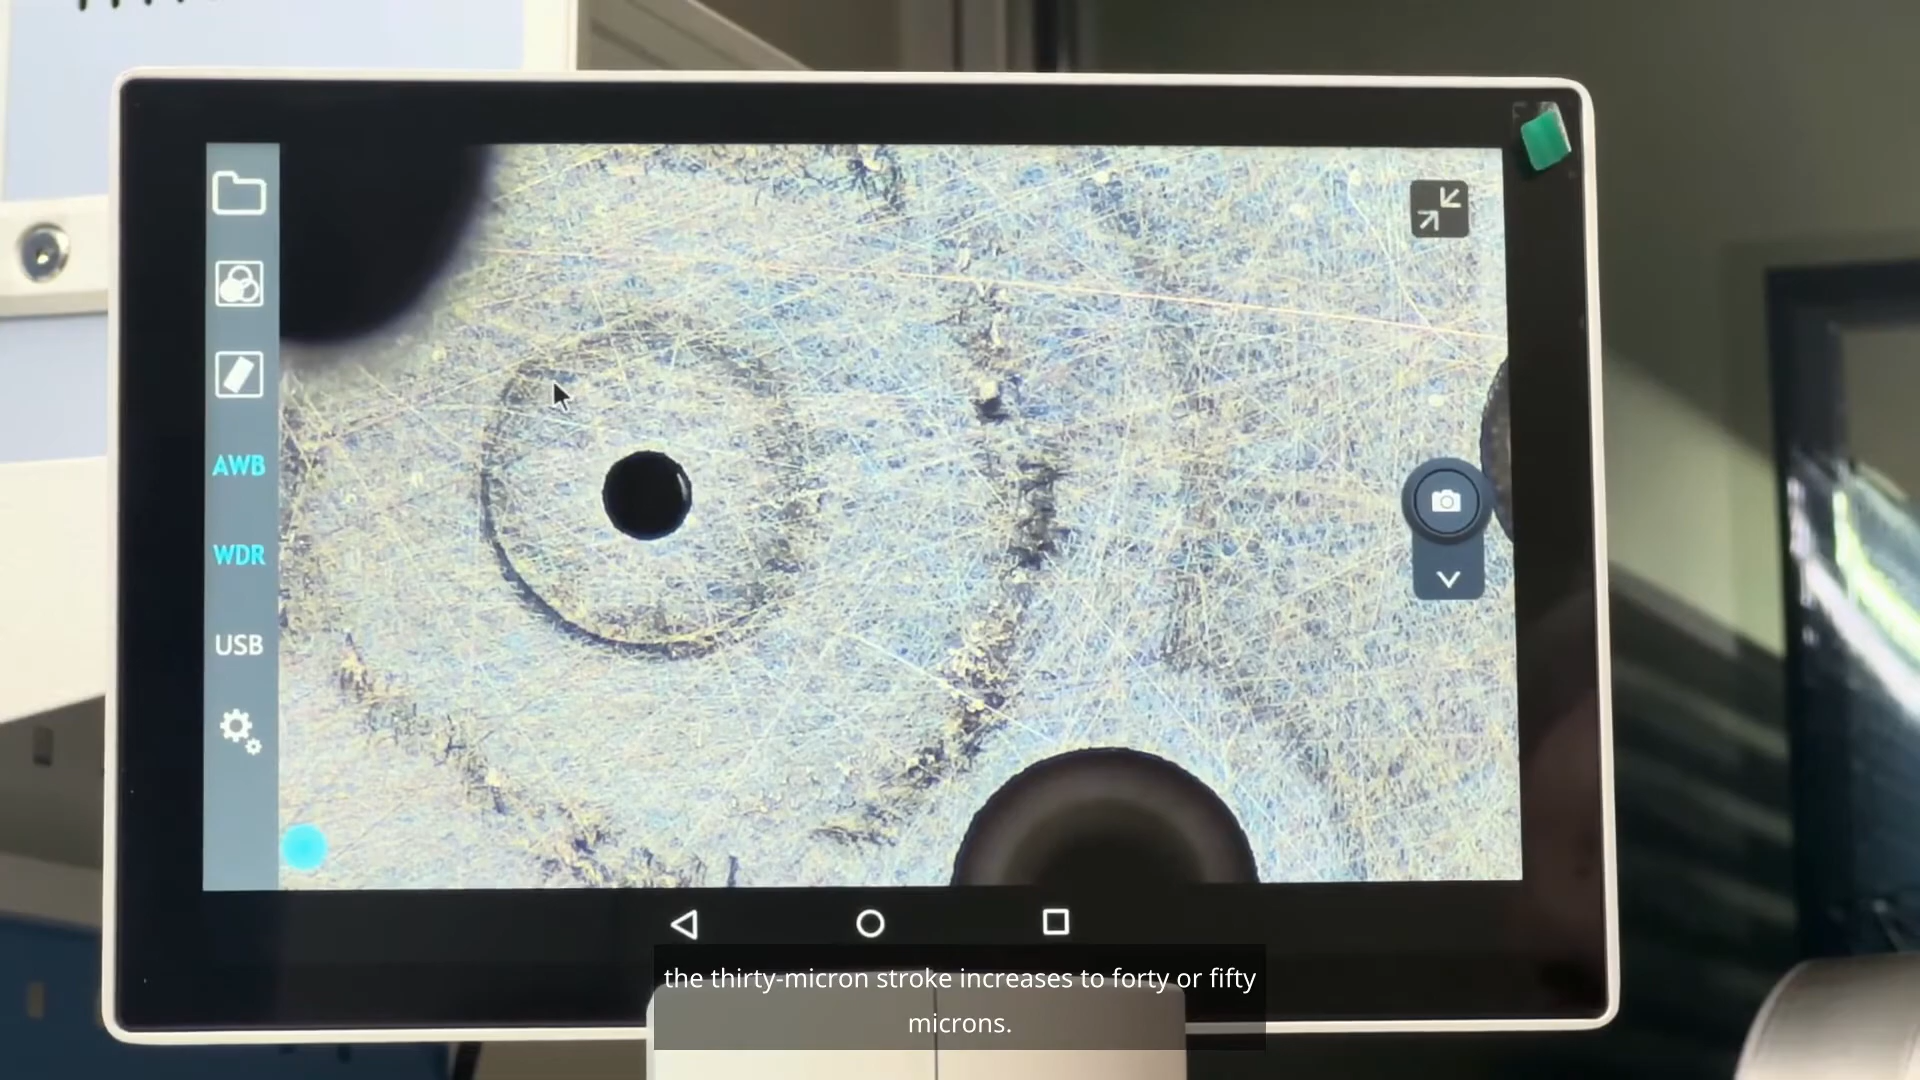 AWB
WDR
USB
the thirty-micron stroke increases to forty or fifty
microns.